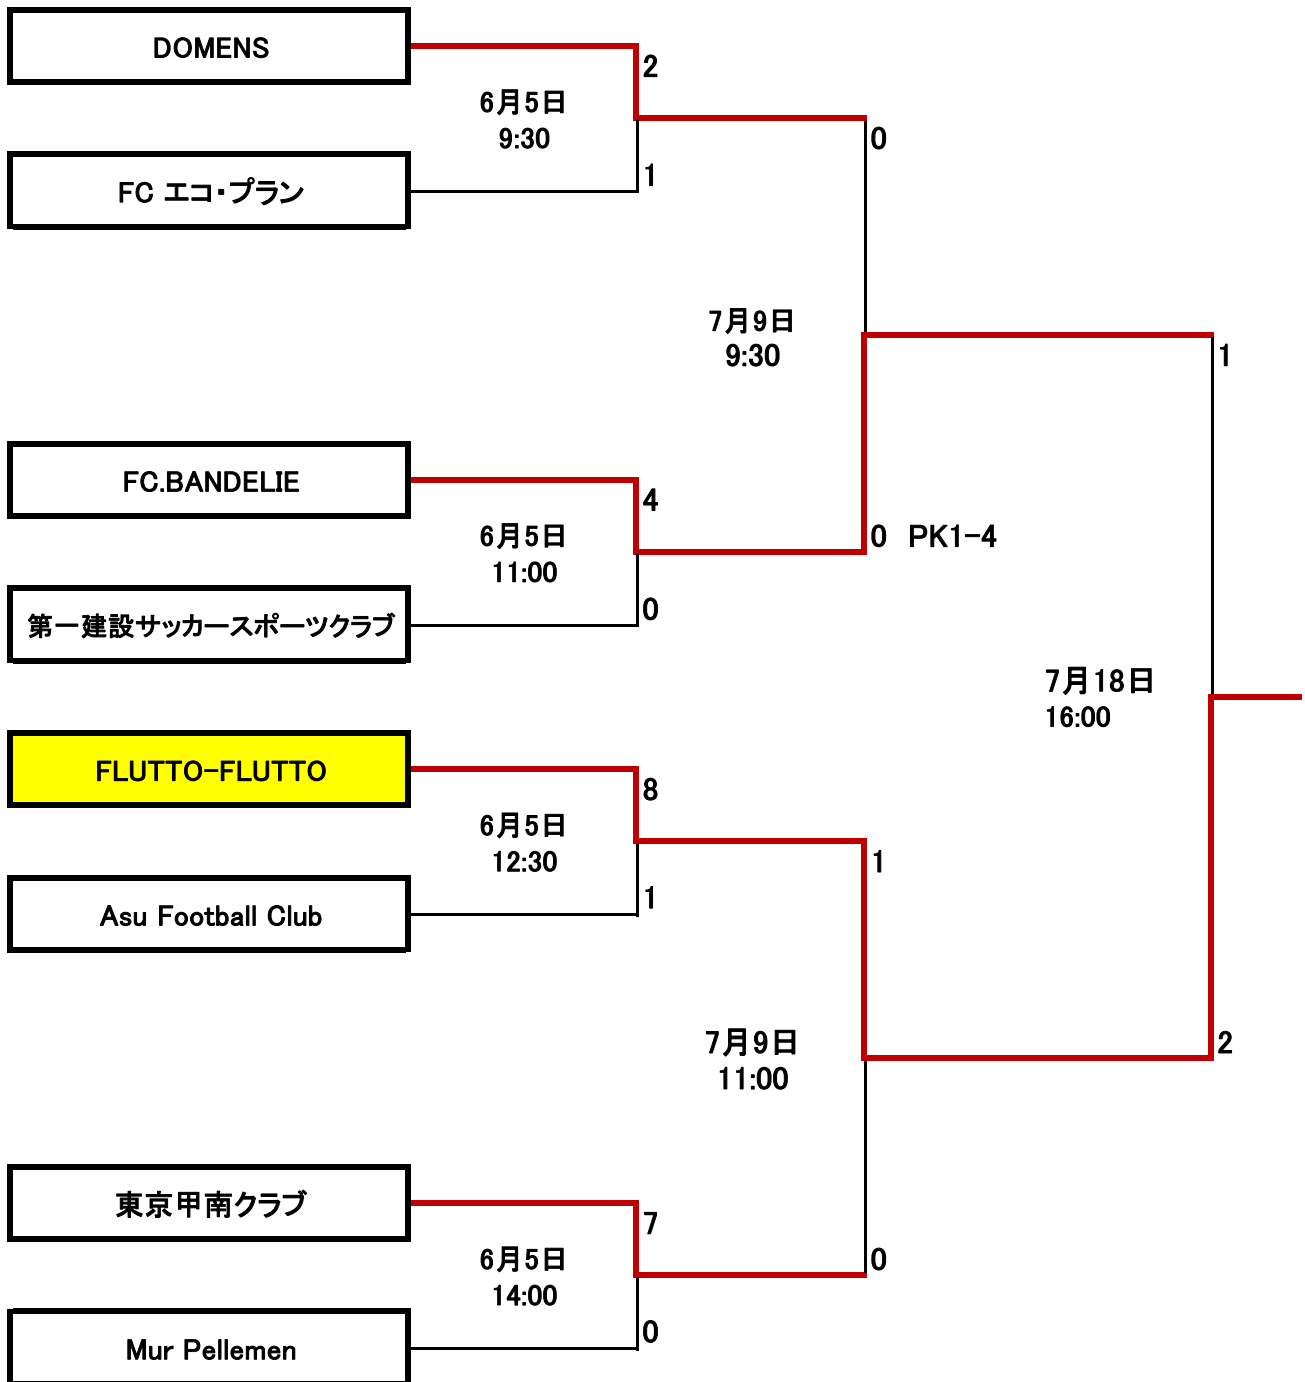 DOMENS
2
6月5日
9:30
0
1
FC エコ・プラン
7月9日
9:30
1
FC.BANDELIE
4
6月5日
11:00
0 PK1-4
0
第一建設サッカースポーツクラブ
7月18日
16:00
FLUTTO-FLUTTO
8
6月5日
12:30
1
1
Asu Football Club
7月9日
11:00
2
東京甲南クラブ
7
6月5日
14:00
0
0
Mur Pellemen